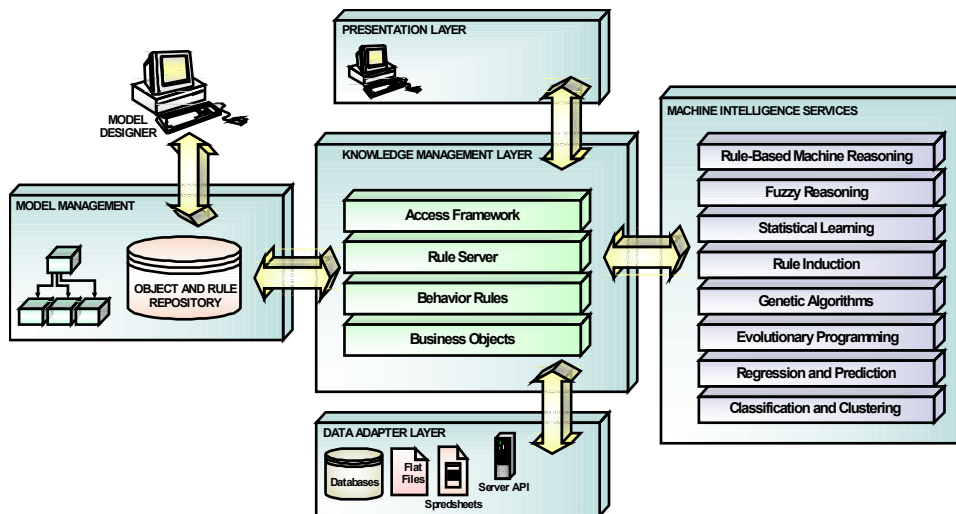 PRESENTATION LAYER
MODEL
DESIGNER
MACHINE INTELLIGENCE SERVICES
Rule-Based Machine Reasoning
Fuzzy Reasoning
Statistical Learning
Rule Induction
Genetic Algorithms
Evolutionary Programming
Regression and Prediction
Classification and Clustering
KNOWLEDGE MANAGEMENT LAYER
Access Framework
Rule Server
Behavior Rules
Business Objects
MODEL MANAGEMENT
OBJECT AND RULE
REPOSITORY
DATA ADAPTER LAYER
Databases
Flat
Files
Spredsheets
Server API